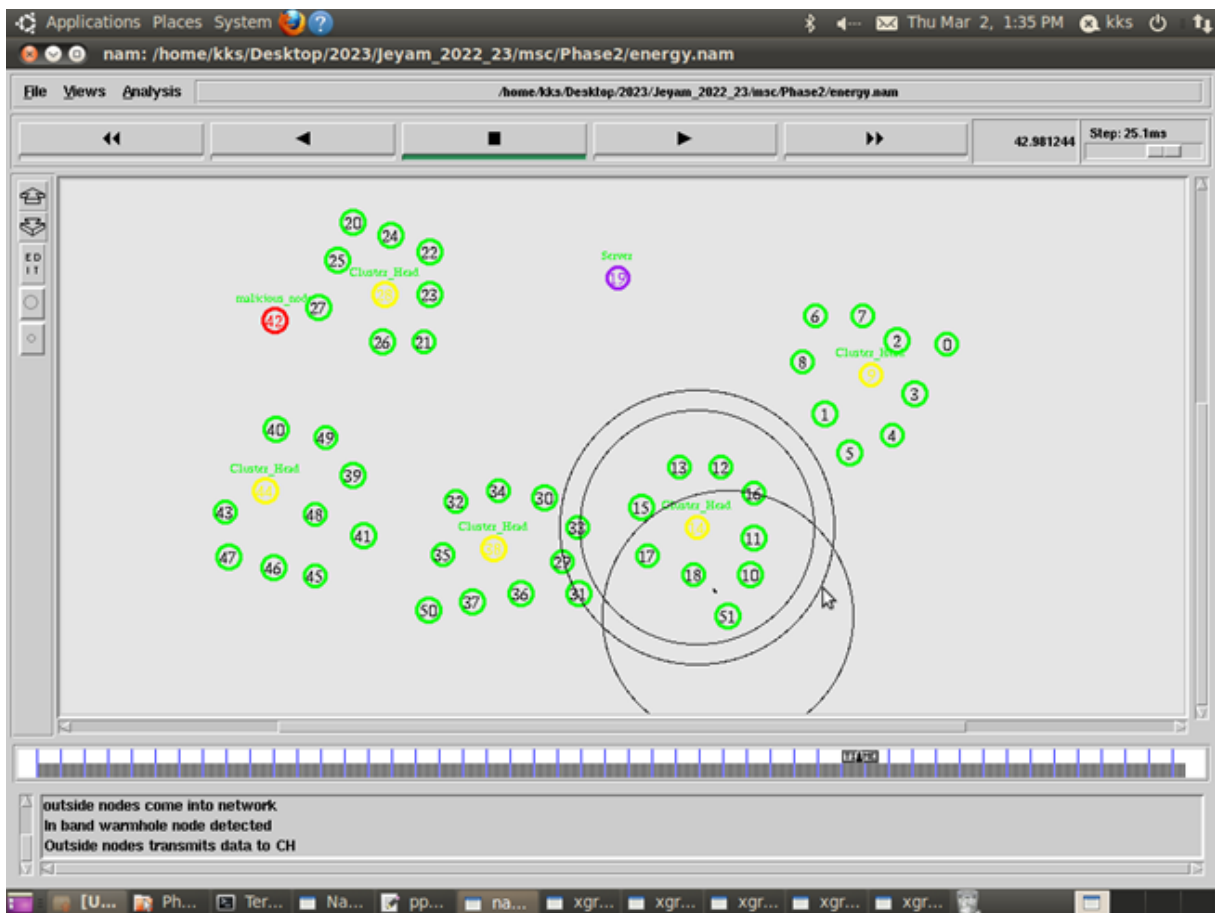 Applications Places System
Thu Mar 2, 1:35 PM kks
nam: /home/kks/Desktop/2023/Jeyam_2022_23/msc/Phase2/energy.nam
File Views Analysis /home/kks/Desktop/2023/Jeyam_2022_23/msc/Phase2/energy.nam
42.981244 Step: 25.1ms
ED
IT
20
24
22
25
Cluster_Head
23
malicious_node
27
42
26
21
Server
19
6
7
2
0
Cluster_Head
8
9
3
1
4
5
40
49
Cluster_Head
39
44
43
48
41
47
46
45
34
32
30
Cluster_Head
33
35
29
50
37
36
31
13
12
16
15
Cluster_Head
11
17
18
10
51
TIME
outside nodes come into network
In band warmhole node detected
Outside nodes transmits data to CH
[U... Ph... Ter... Na... pp... na... xgr... xgr... xgr... xgr... xgr...